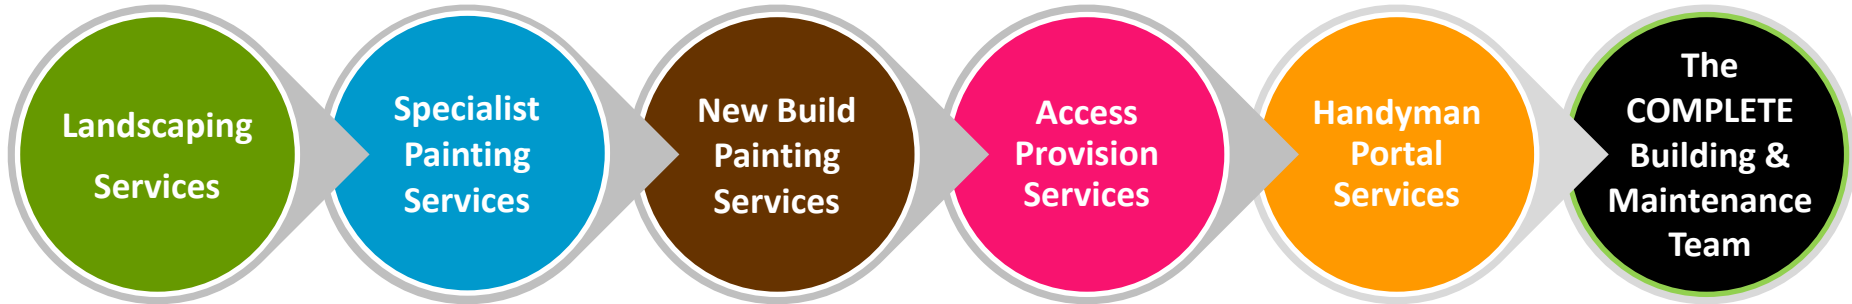 Landscaping
Services
Specialist
Painting
Services
New Build
Painting
Services
Access
Provision
Services
Handyman
Portal
Services
The
COMPLETE
Building &
Maintenance
Team